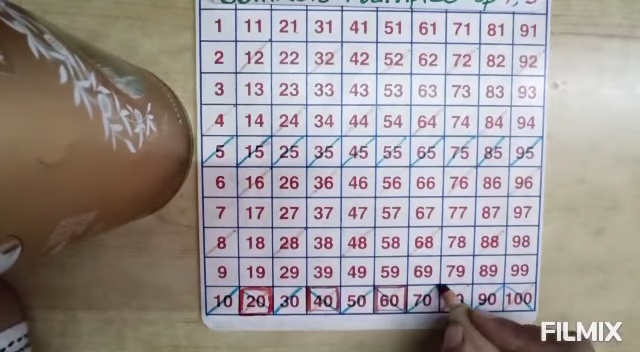 1 11 21 31 41 51 61 71 81 91
2 12 22 32 42 52 62 72 82 92
3 13 23 33 43 53 63 73 83 93
4 14 24 34 44 54 64 74 84 94
5 15 25 35 45 55 65 75 85 95
6 16 26 36 46 56 66 76 86 96
7 17 27 37 47 57 67 77 87 97
8 18 28 38 48 58 68 78 88 98
9 19 29 39 49 59 69 79 89 99
10 20 30 40 50 60 70 90 100
FILMIX